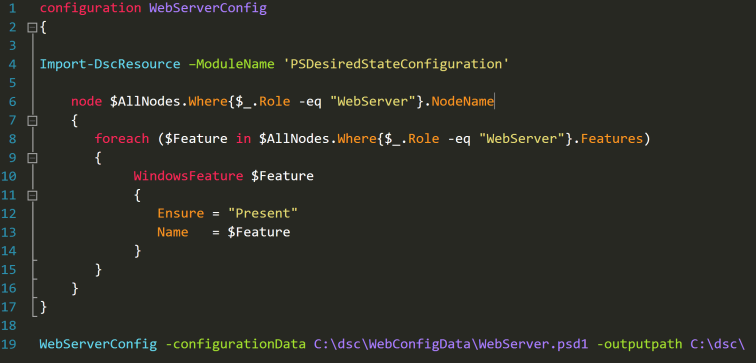 1 configuration WebServerConfig
2 {
3
4 Import-DscResource –ModuleName 'PSDesiredStateConfiguration'
5
6 node $AllNodes.Where{$_.Role -eq "WebServer"}.NodeName
7 {
8 foreach ($Feature in $AllNodes.Where{$_.Role -eq "WebServer"}.Features)
9 {
10 WindowsFeature $Feature
11 {
12 Ensure = "Present"
13 Name   = $Feature
14 }
15 }
16 }
17 }
18
19 WebServerConfig -configurationData C:\dsc\WebConfigData\WebServer.psd1 -outputpath C:\dsc\